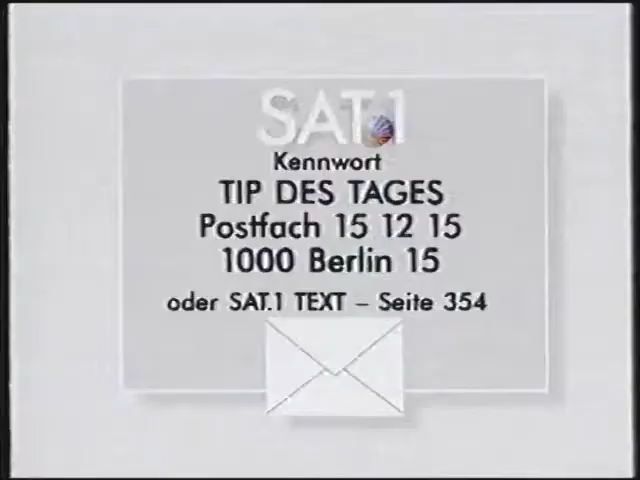 SAT.1
Kennwort
TIP DES TAGES
Postfach 15 12 15
1000 Berlin 15
oder SAT.1 TEXT – Seite 354